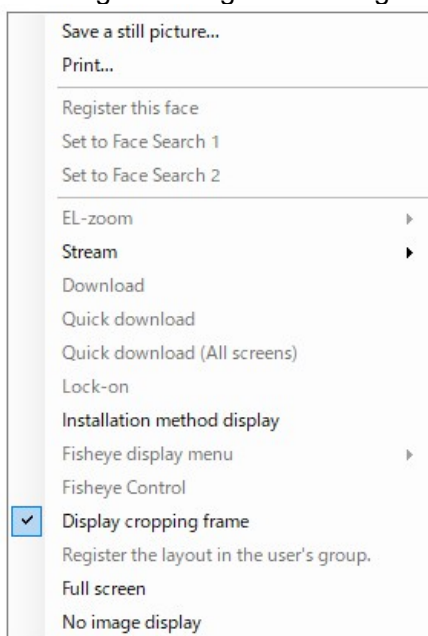 Save a still picture...
Print...
Register this face
Set to Face Search 1
Set to Face Search 2
EL-zoom
Stream
Download
Quick download
Quick download (All screens)
Lock-on
Installation method display
Fisheye display menu
Fisheye Control
Display cropping frame
Register the layout in the user's group.
Full screen
No image display